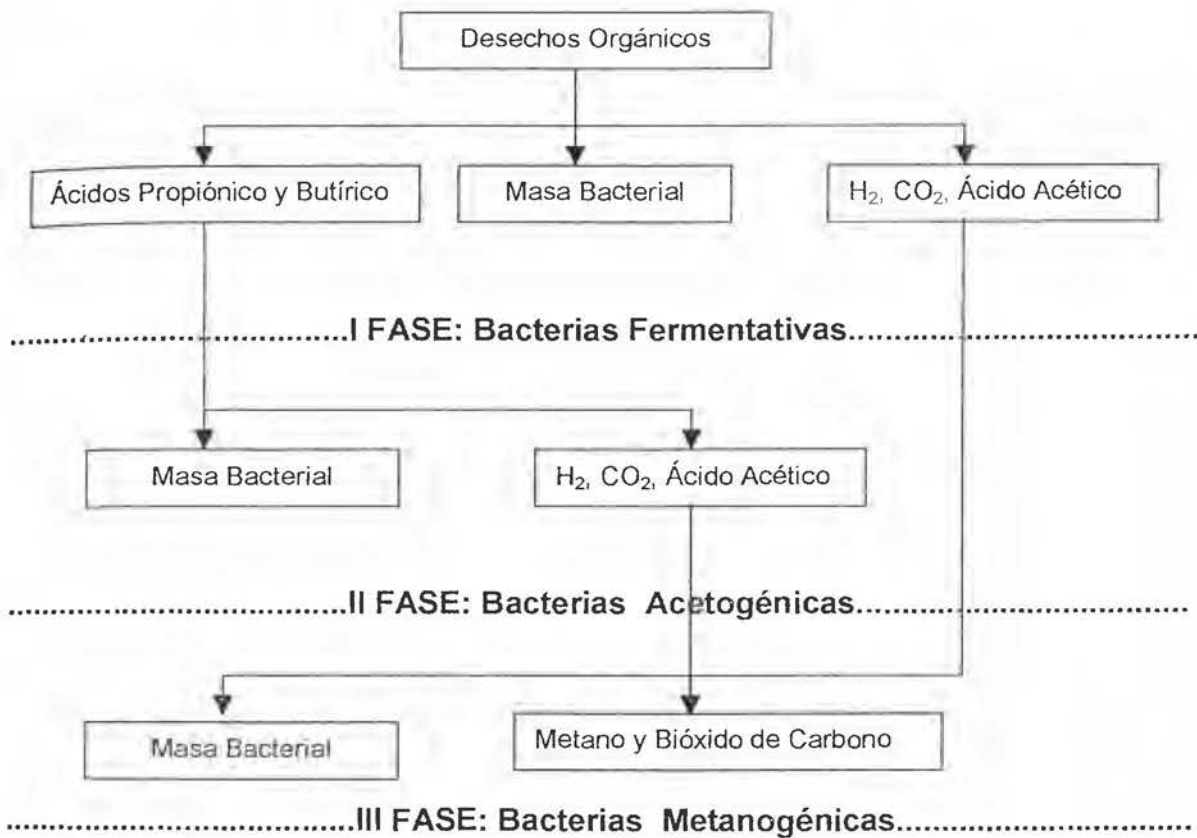 Desechos Orgánicos
Ácidos Propiónico y Butírico
Masa Bacterial
H₂, CO₂, Ácido Acético
I FASE: Bacterias Fermentativas
Masa Bacterial
H₂, CO₂, Ácido Acético
II FASE: Bacterias Acetogénicas
Masa Bacterial
Metano y Bióxido de Carbono
III FASE: Bacterias Metanogénicas